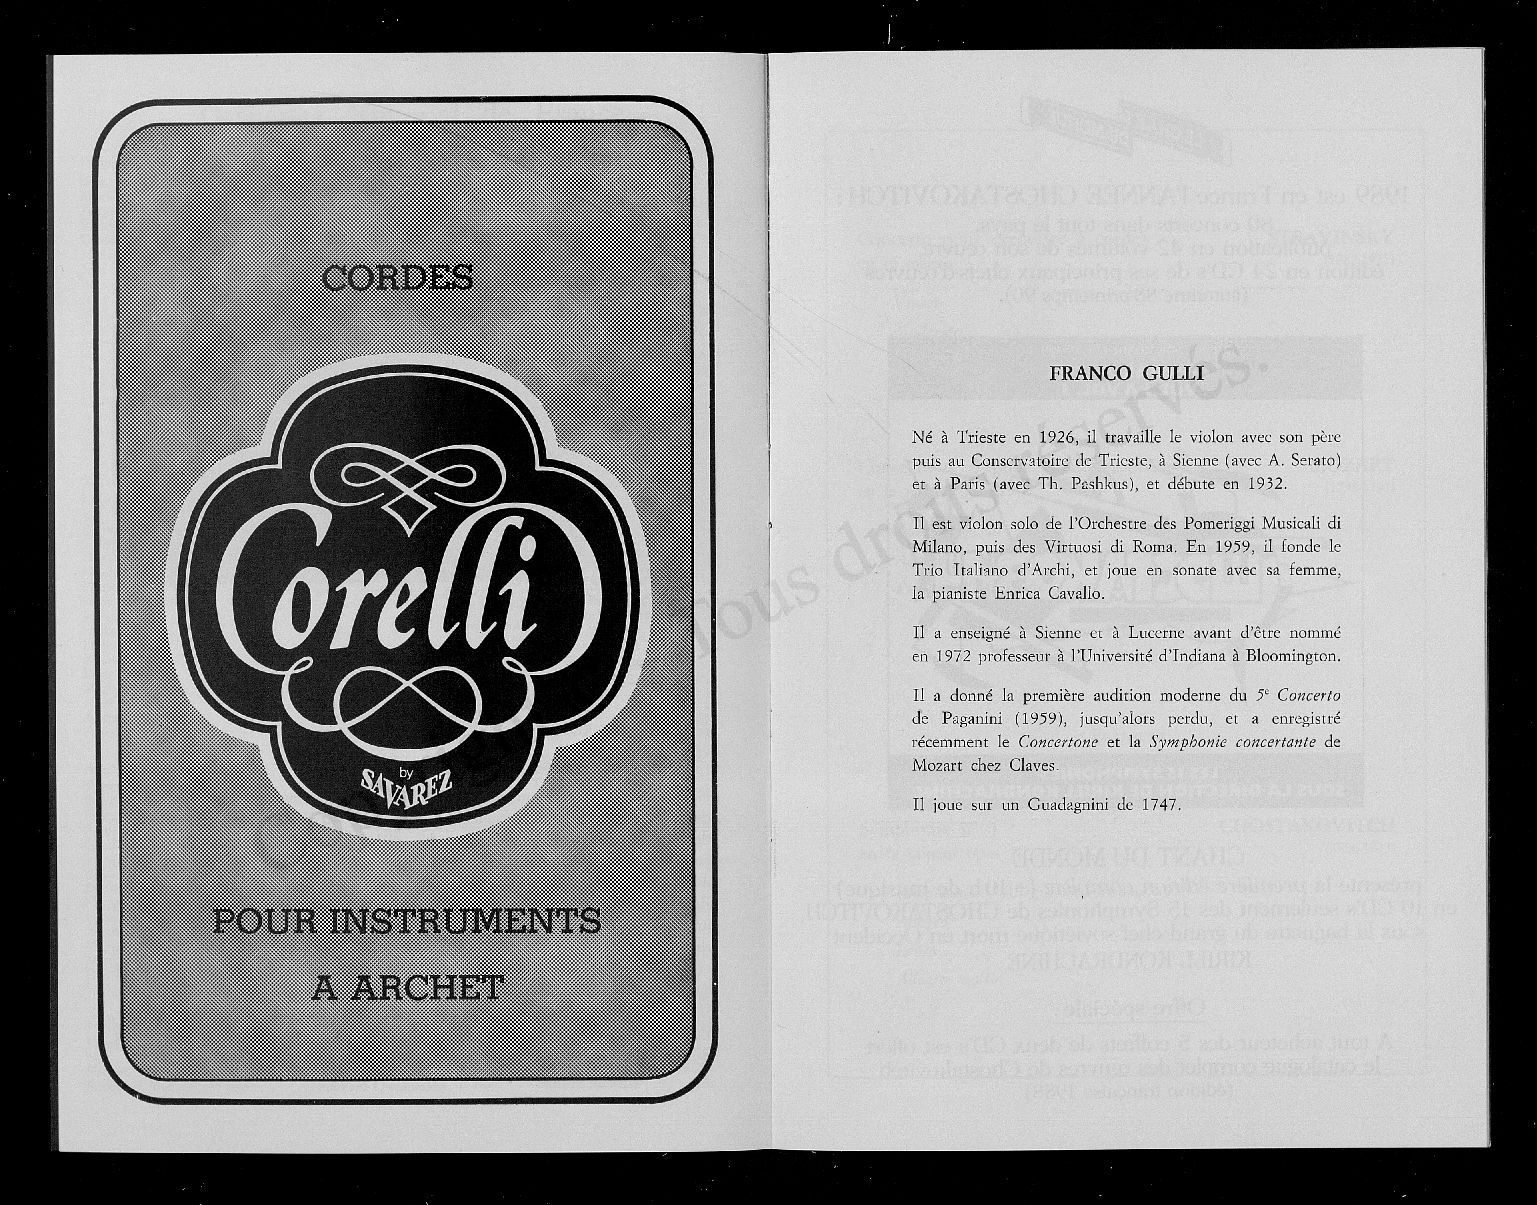 CORDES
Corelli
by
SAVAREZ
POUR INSTRUMENTS
A ARCHET
FRANCO GULLI
Né à Trieste en 1926, il travaille le violon avec son père
puis au Conservatoire de Trieste, à Sienne (avec A. Serato)
et à Paris (avec Th. Pashkus), et débute en 1932.
Il est violon solo de l'Orchestre des Pomeriggi Musicali di
Milano, puis des Virtuosi di Roma. En 1959, il fonde le
Trio Italiano d'Archi, et joue en sonate avec sa femme,
la pianiste Enrica Cavallo.
Il a enseigné à Sienne et à Lucerne avant d'être nommé
en 1972 professeur à l'Université d'Indiana à Bloomington.
Il a donné la première audition moderne du 5e Concerto
de Paganini (1959), jusqu'alors perdu, et a enregistré
récemment le Concertone et la Symphonie concertante de
Mozart chez Claves.
Il joue sur un Guadagnini de 1747.
Tous droits réservés.